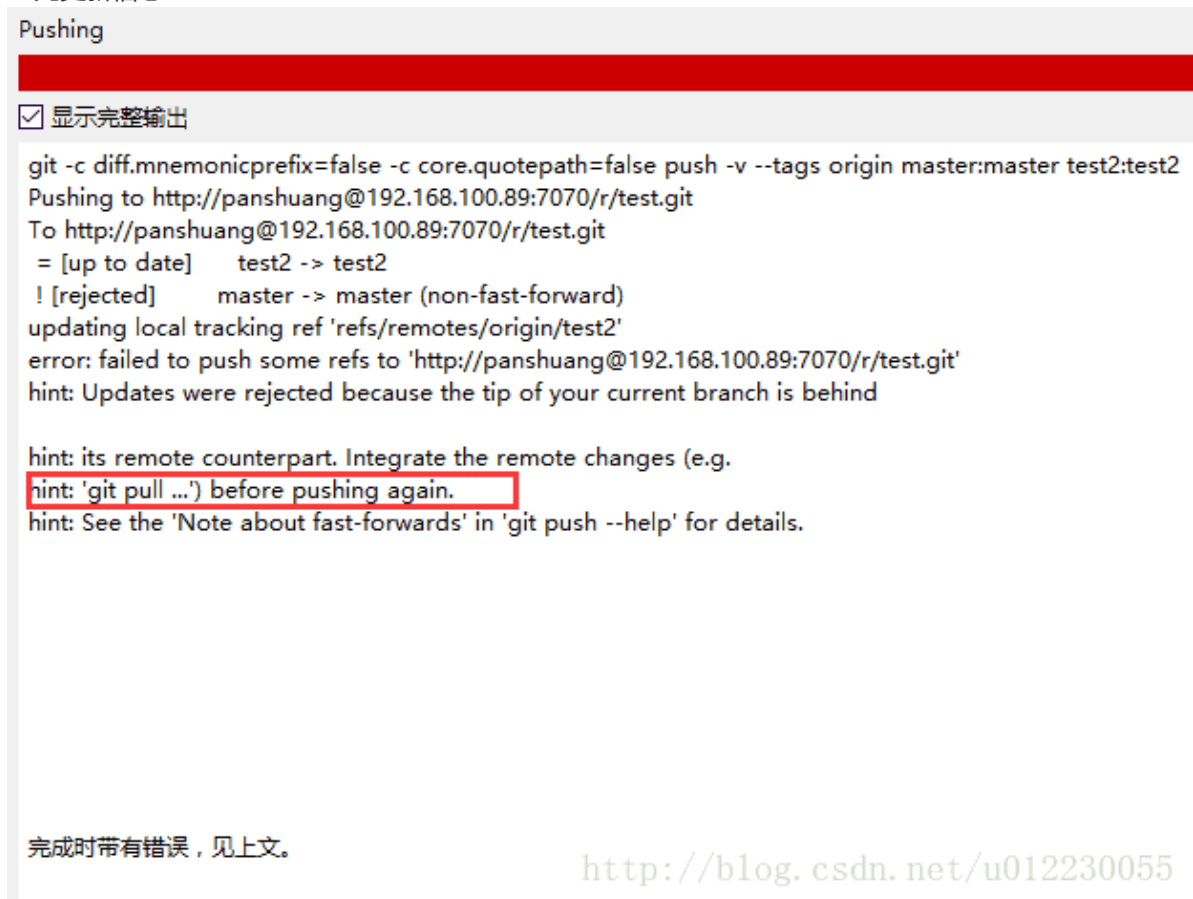 Pushing
显示完整输出
git -c diff.mnemonicprefix=false -c core.quotepath=false push -v --tags origin master:master test2:test2
Pushing to http://panshuang@192.168.100.89:7070/r/test.git
To http://panshuang@192.168.100.89:7070/r/test.git
= [up to date] test2 -> test2
! [rejected] master -> master (non-fast-forward)
updating local tracking ref 'refs/remotes/origin/test2'
error: failed to push some refs to 'http://panshuang@192.168.100.89:7070/r/test.git'
hint: Updates were rejected because the tip of your current branch is behind
hint: its remote counterpart. Integrate the remote changes (e.g.
hint: 'git pull ...') before pushing again.
hint: See the 'Note about fast-forwards' in 'git push --help' for details.
完成时带有错误，见上文。
http://blog.csdn.net/u012230055